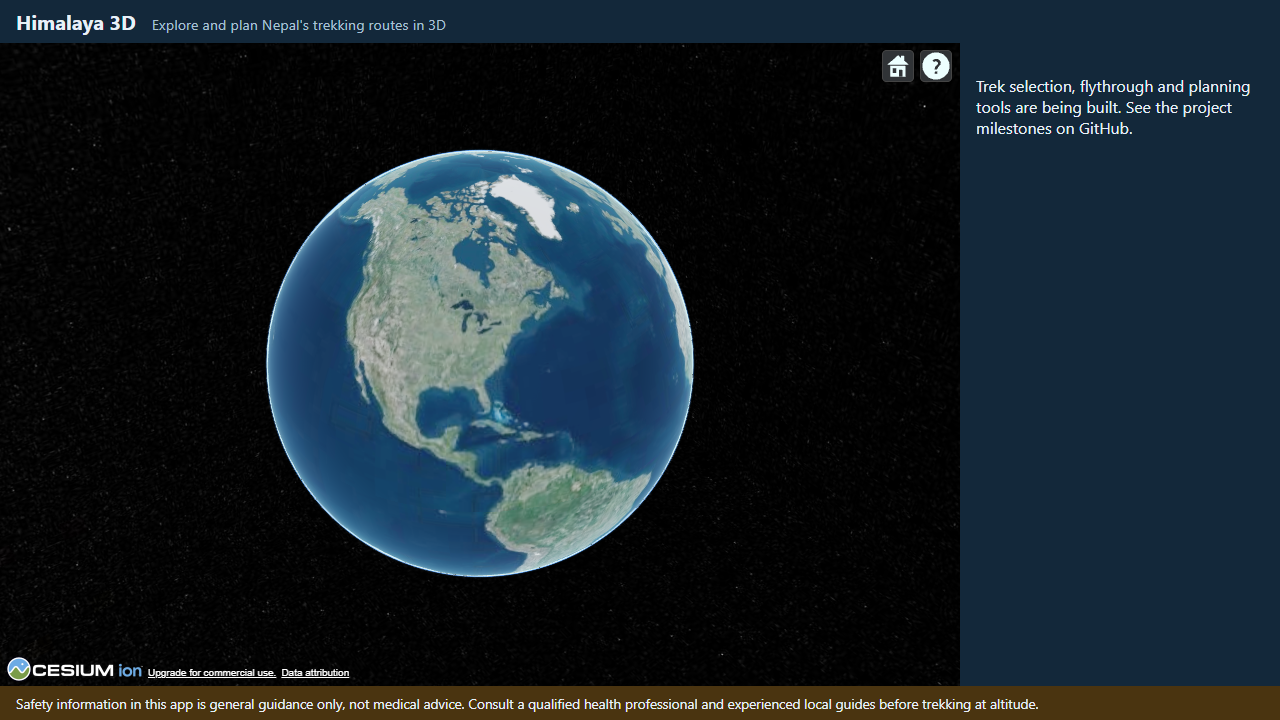 Himalaya 3D Explore and plan Nepal's trekking routes in 3D
?
Trek selection, flythrough and planning
tools are being built. See the project
milestones on GitHub.
CESIUM ion Upgrade for commercial use. Data attribution
Safety information in this app is general guidance only, not medical advice. Consult a qualified health professional and experienced local guides before trekking at altitude.